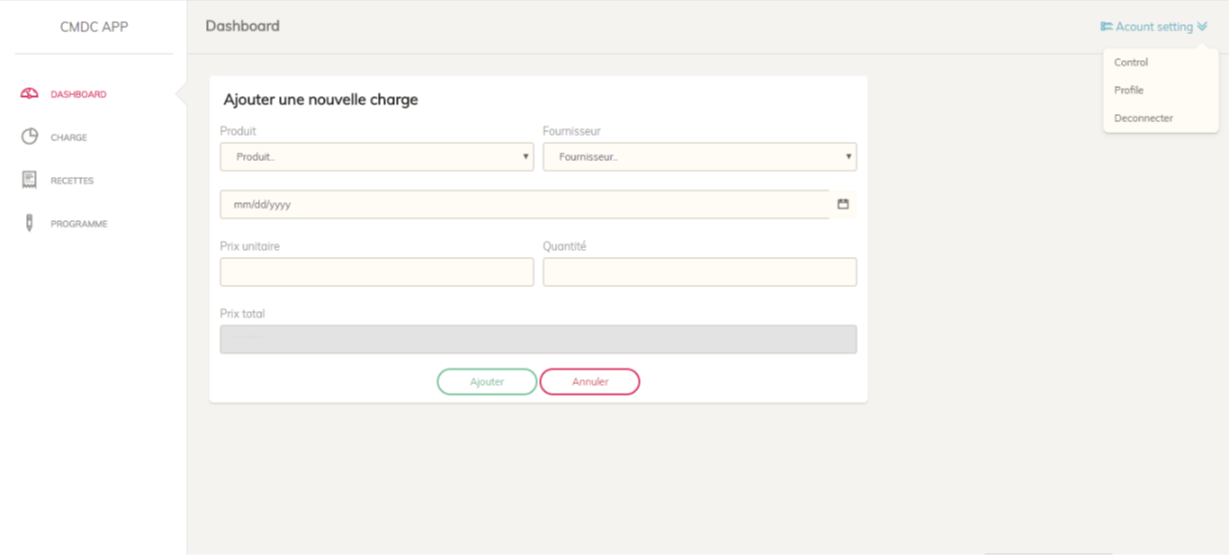 CMDC APP
Dashboard
Acount setting
Control
Profile
Deconnecter
DASHBOARD
CHARGE
RECETTES
PROGRAMME
Ajouter une nouvelle charge
Produit
Fournisseur
Produit..
Fournisseur..
mm/dd/yyyy
Prix unitaire
Quantité
Prix total
Ajouter
Annuler